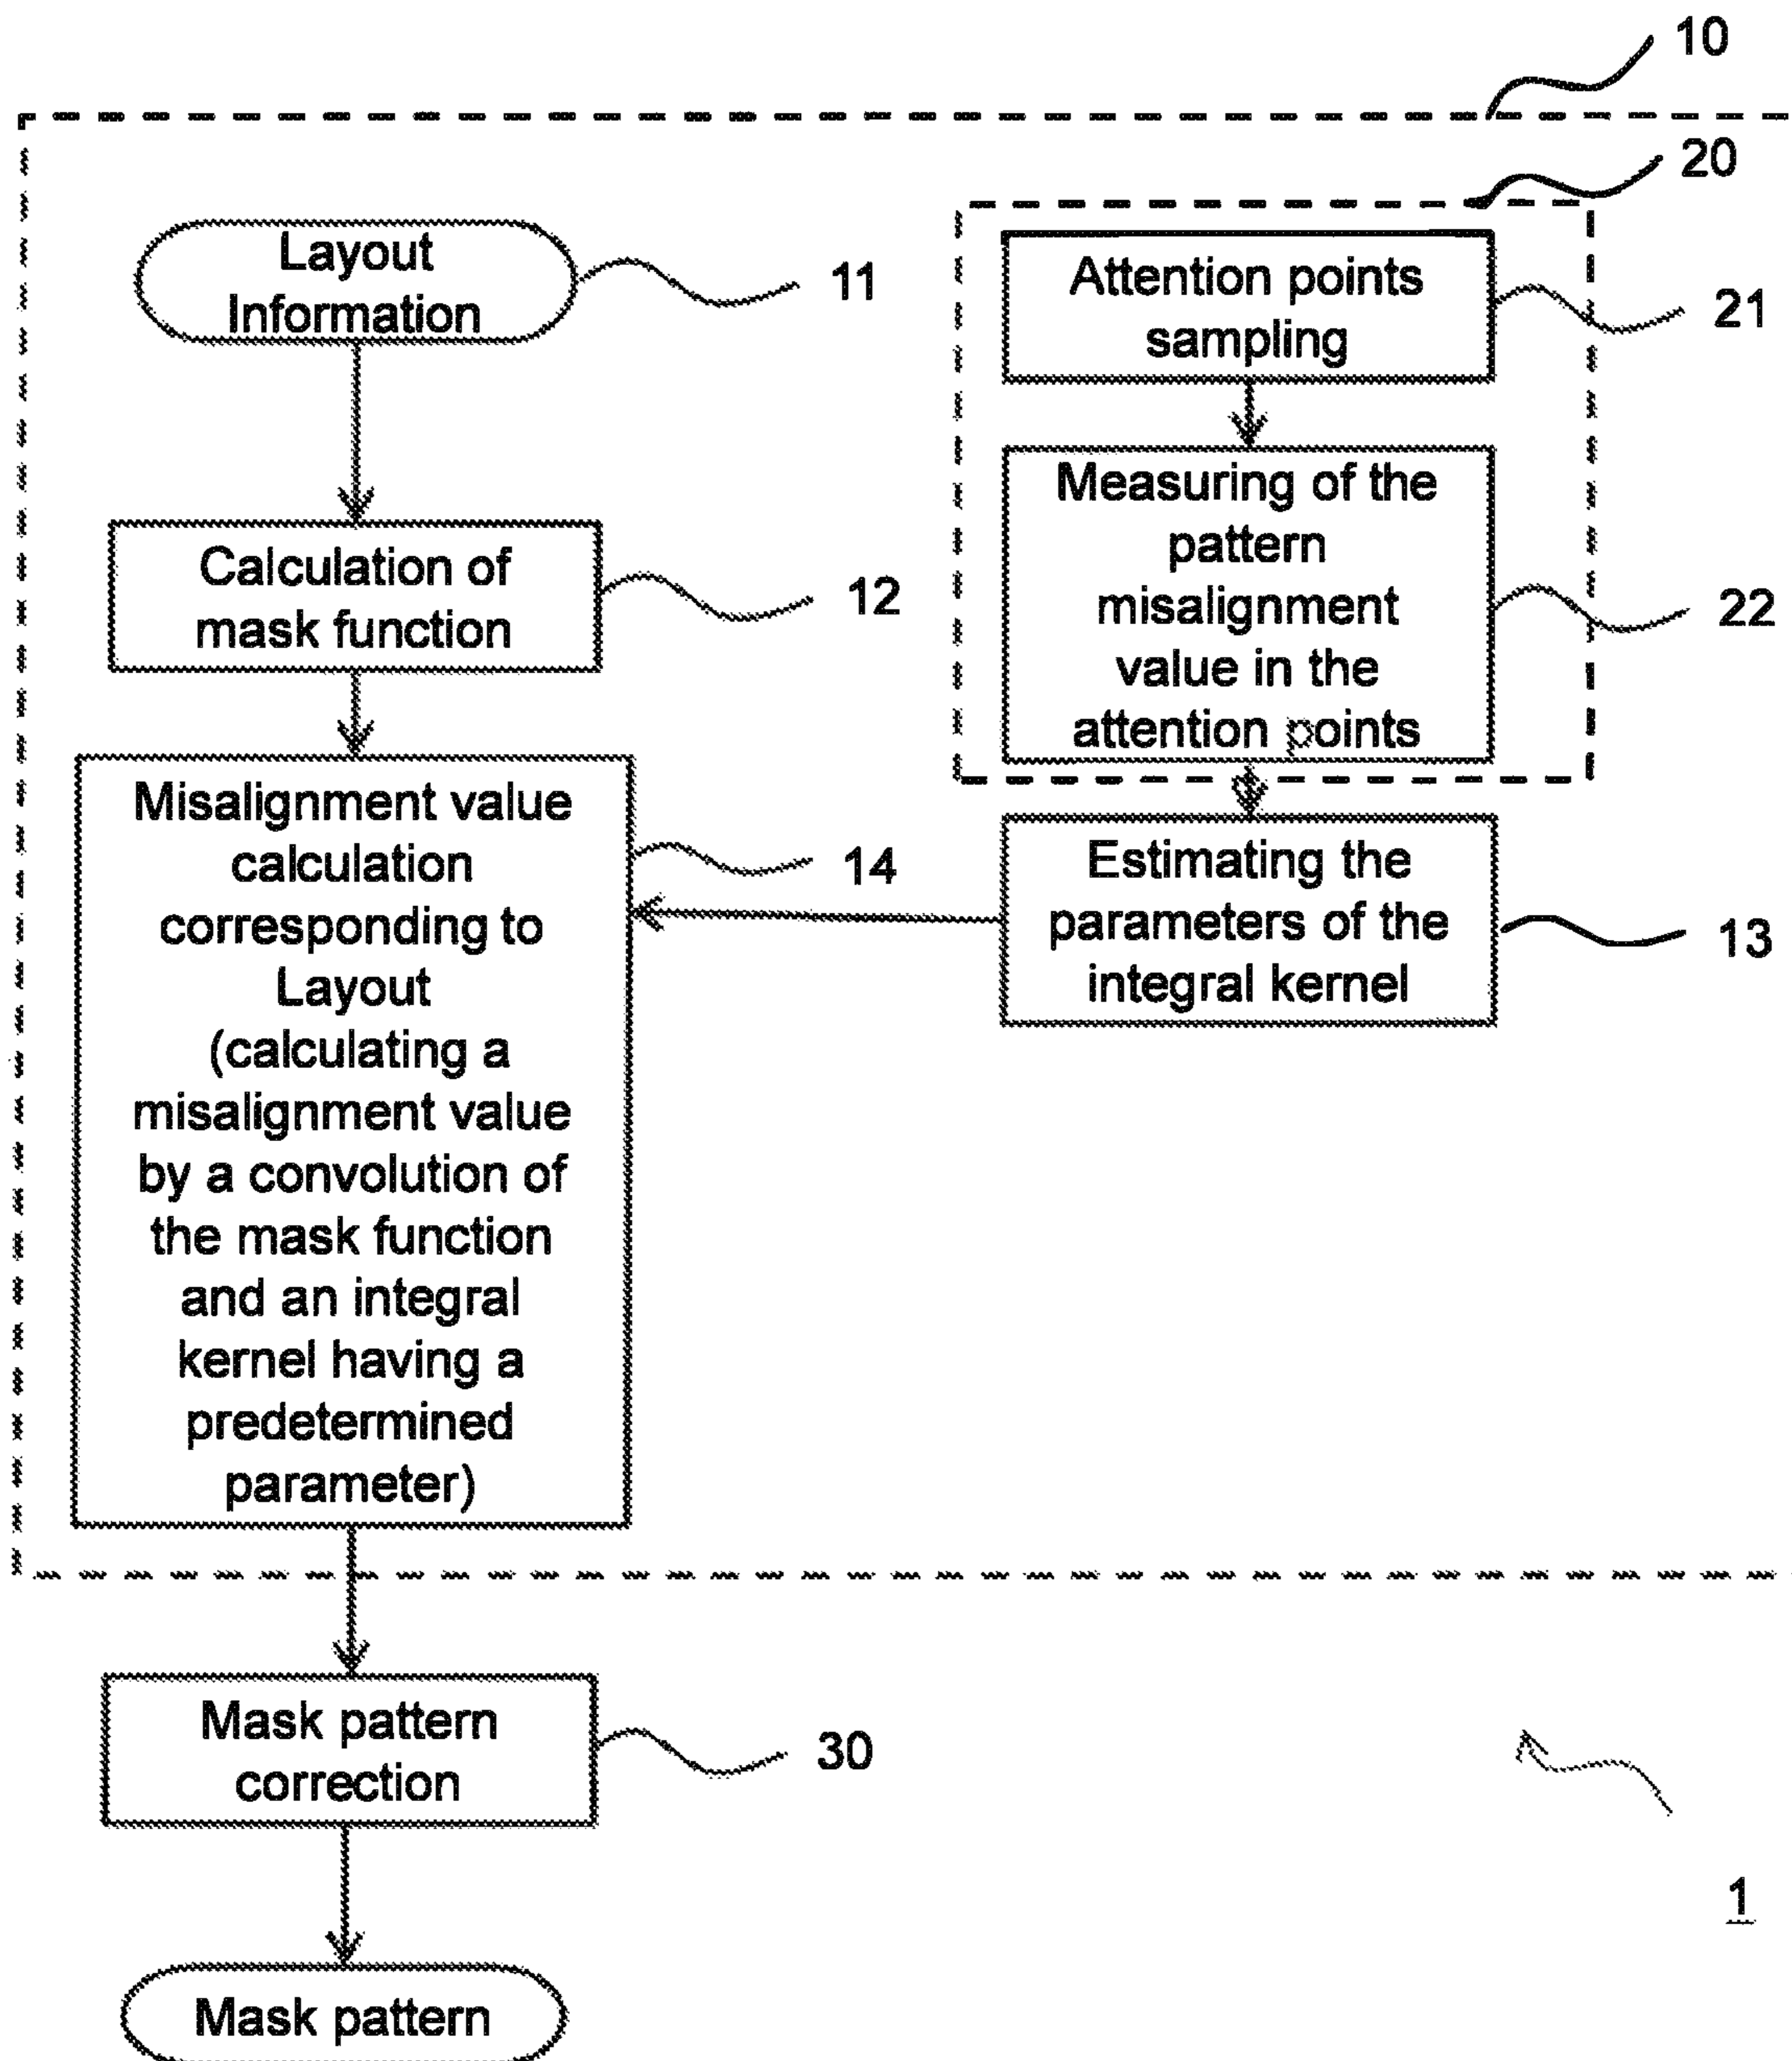 10
20
Layout
Information
11
Attention points
sampling
21
Measuring of the
pattern
misalignment
value in the
attention points
22
Calculation of
mask function
12
Misalignment value
calculation
corresponding to
Layout
(calculating a
misalignment value
by a convolution of
the mask function
and an integral
kernel having a
predetermined
parameter)
14
Estimating the
parameters of the
integral kernel
13
Mask pattern
correction
30
1
Mask pattern